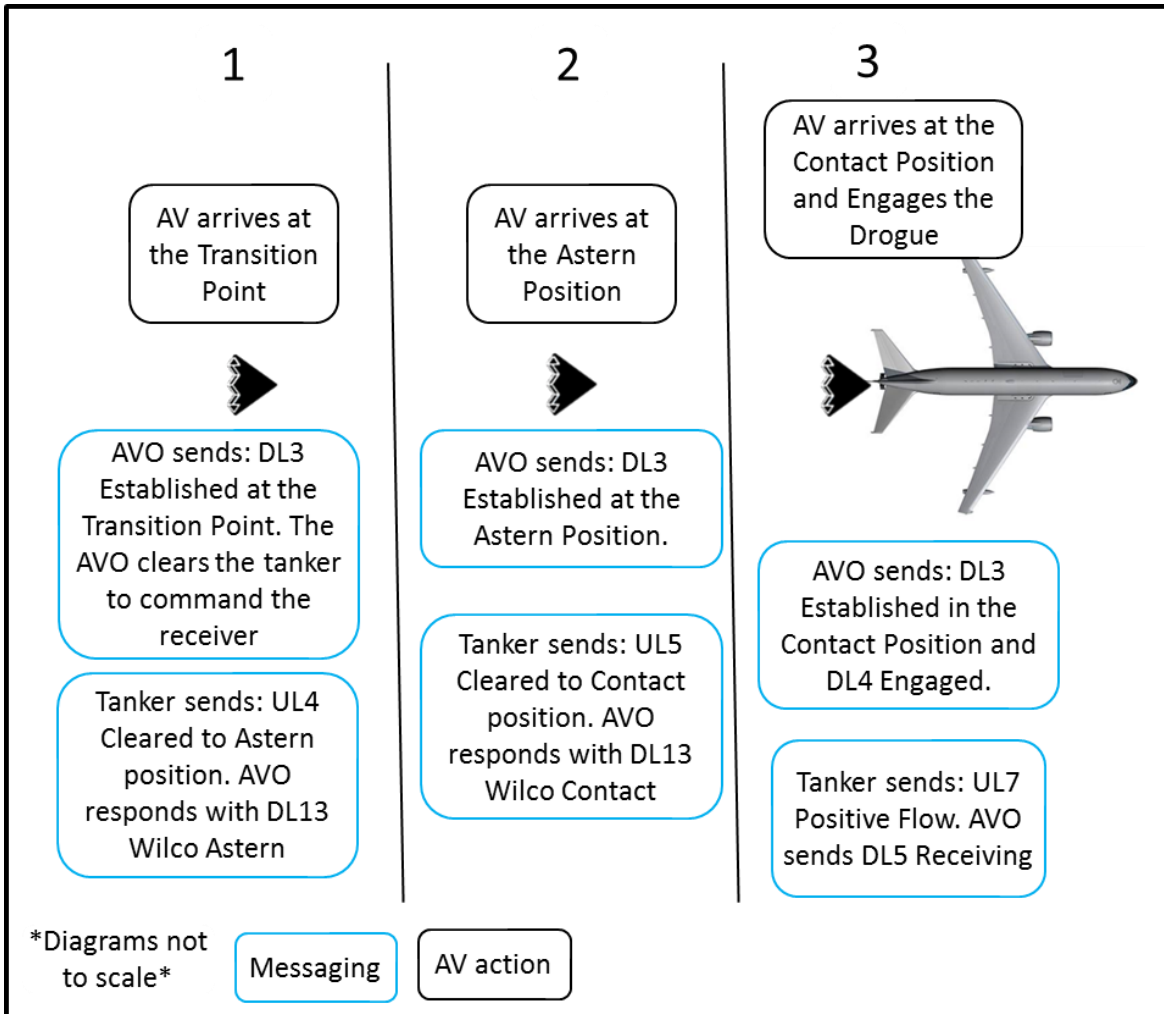 1
AV arrives at
the Transition
Point
AVO sends: DL3
Established at the
Transition Point. The
AVO clears the tanker
to command the
receiver
Tanker sends: UL4
Cleared to Astern
position. AVO
responds with DL13
Wilco Astern
2
AV arrives at
the Astern
Position
AVO sends: DL3
Established at the
Astern Position.
Tanker sends: UL5
Cleared to Contact
position. AVO
responds with DL13
Wilco Contact
3
AV arrives at the
Contact Position
and Engages the
Drogue
AVO sends: DL3
Established in the
Contact Position and
DL4 Engaged.
Tanker sends: UL7
Positive Flow. AVO
sends DL5 Receiving
*Diagrams not
to scale*
Messaging
AV action